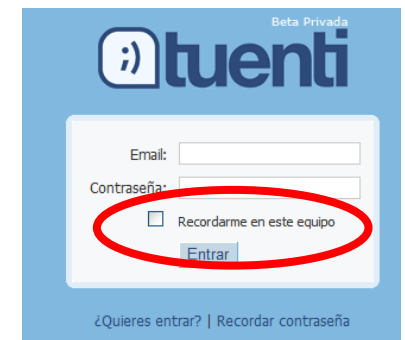 Beta Privada
;) tuenti
Email:
Contraseña:
Recordarme en este equipo
Entrar
¿Quieres entrar? | Recordar contraseña